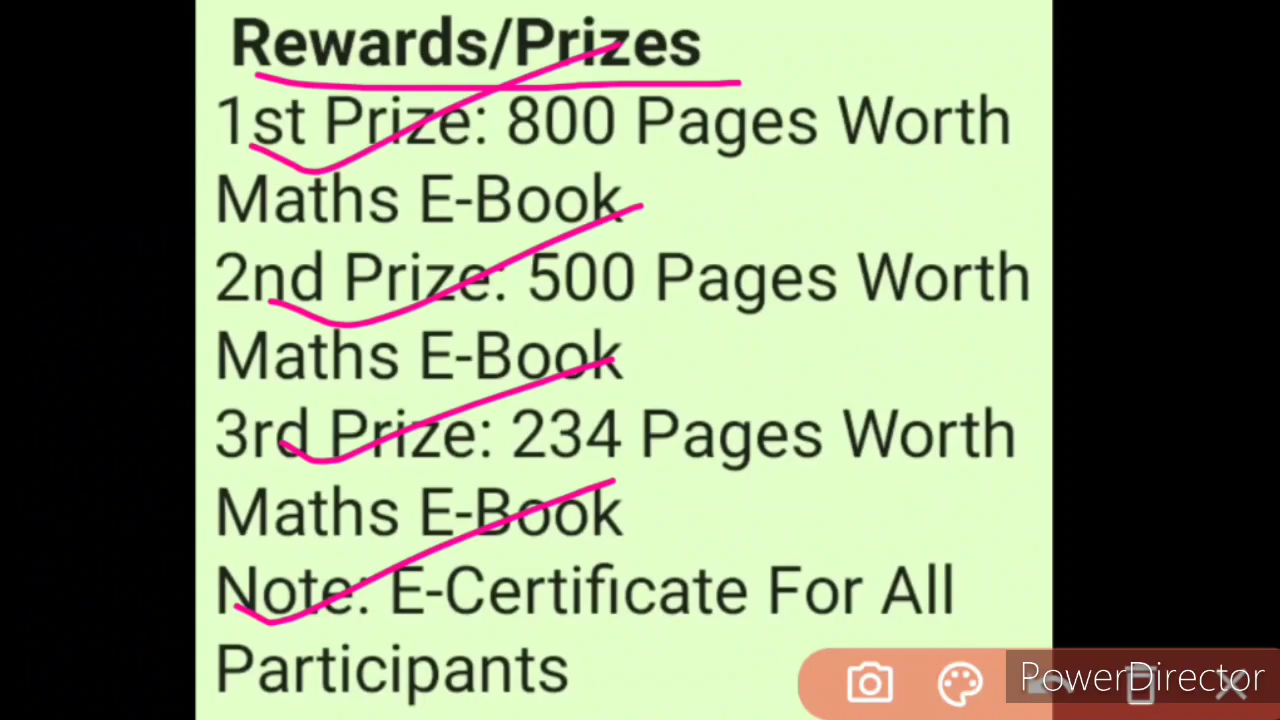 Rewards/Prizes
1st Prize: 800 Pages Worth
Maths E-Book
2nd Prize: 500 Pages Worth
Maths E-Book
3rd Prize: 234 Pages Worth
Maths E-Book
Note: E-Certificate For All
Participants
PowerDirector